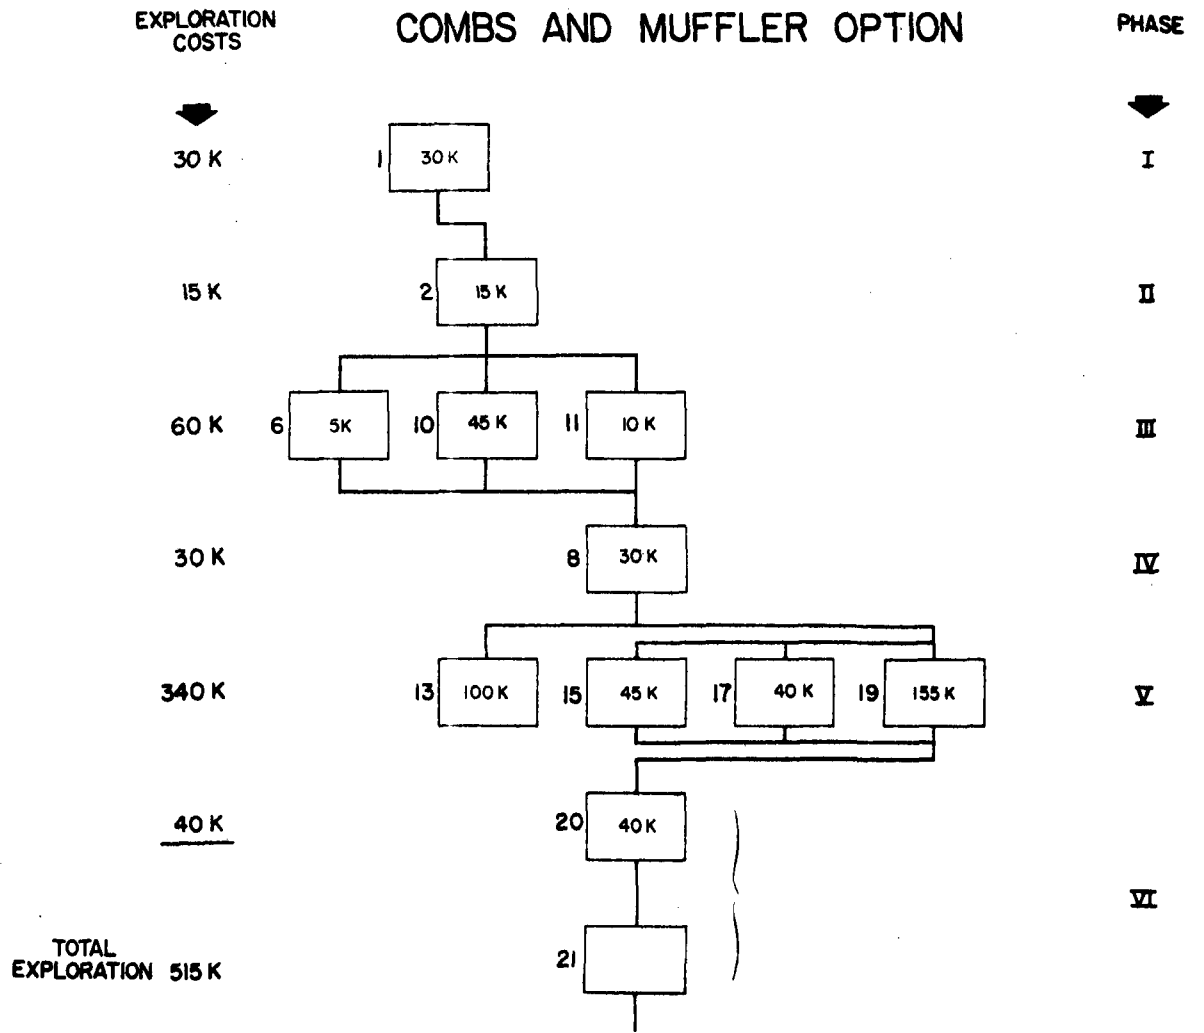 EXPLORATION
COSTS
COMBS AND MUFFLER OPTION
PHASE
30 K
1
30 K
I
15 K
2
15 K
II
60 K
6
5K
10
45 K
11
10 K
III
30 K
8
30 K
IV
340 K
13
100 K
15
45 K
17
40 K
19
155 K
V
40 K
20
40 K
VI
TOTAL
EXPLORATION 515 K
21